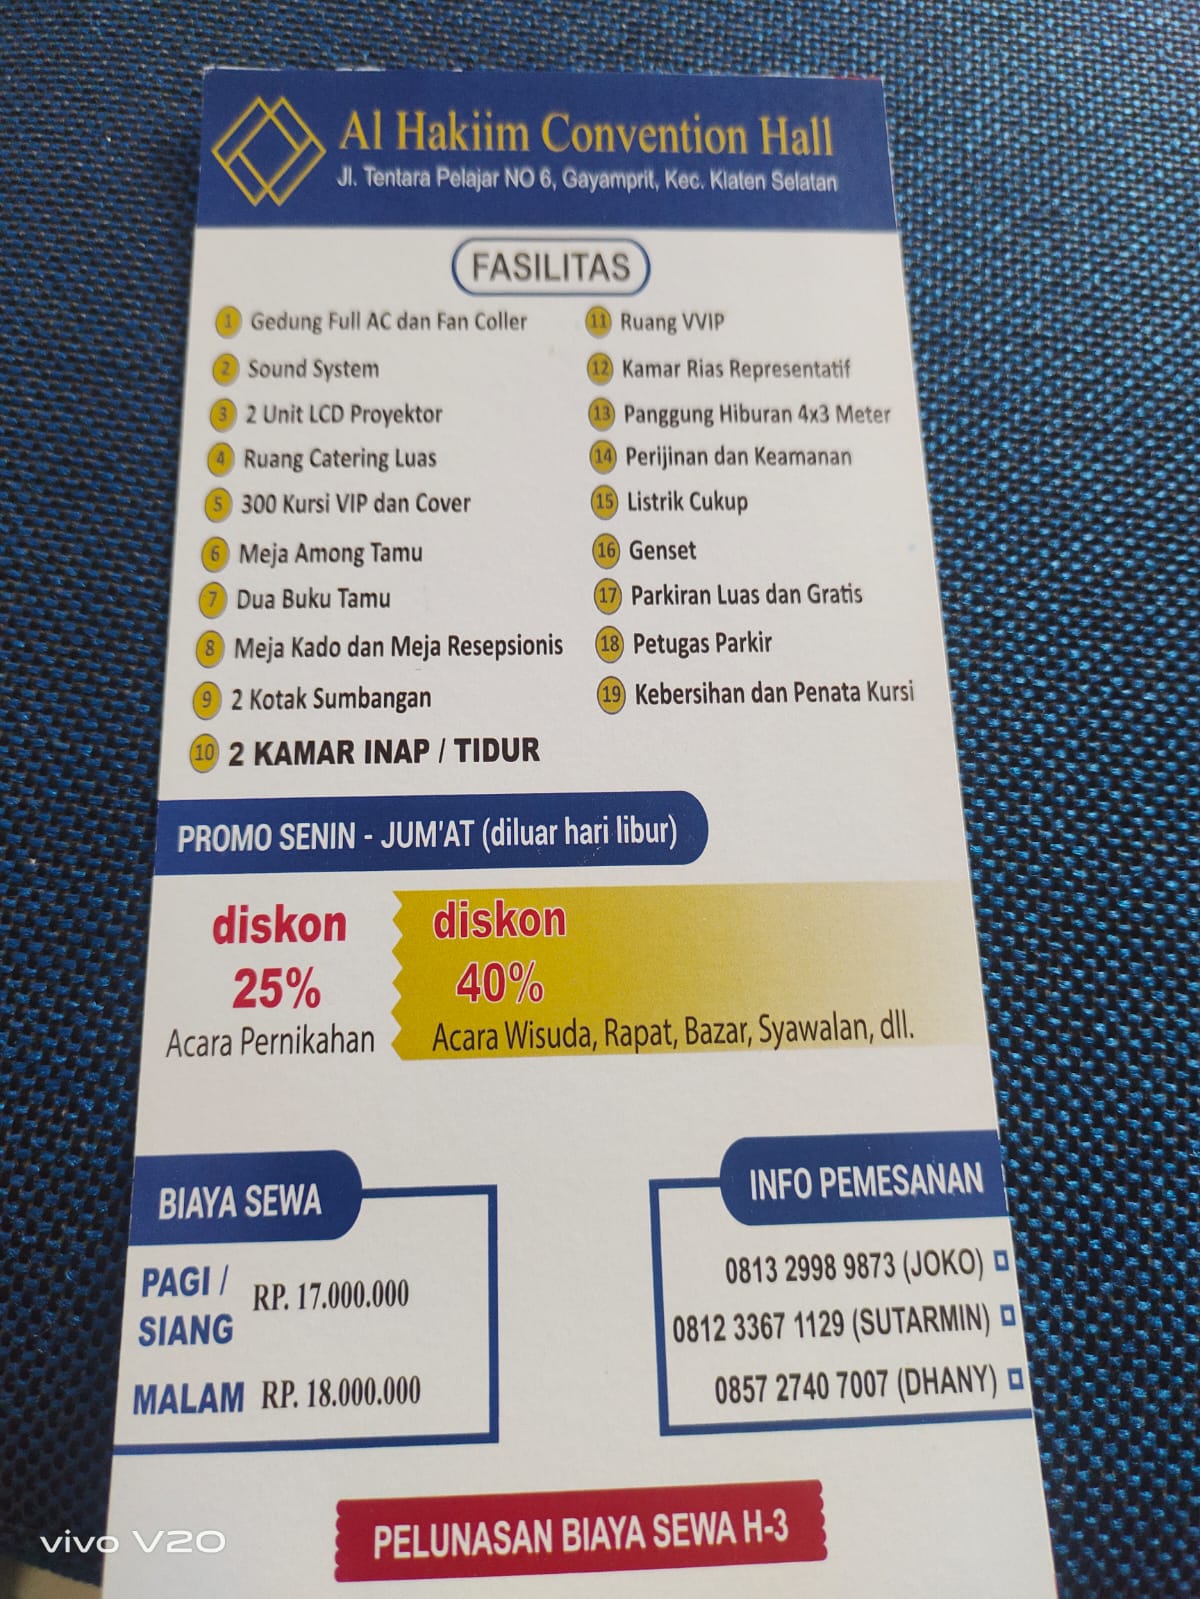 Al Hakiim Convention Hall
Jl. Tentara Pelajar NO 6, Gayamprit, Kec. Klaten Selatan
FASILITAS
1 Gedung Full AC dan Fan Coller
2 Sound System
3 2 Unit LCD Proyektor
4 Ruang Catering Luas
5 300 Kursi VIP dan Cover
6 Meja Among Tamu
7 Dua Buku Tamu
8 Meja Kado dan Meja Resepsionis
9 2 Kotak Sumbangan
10 2 KAMAR INAP / TIDUR
11 Ruang VVIP
12 Kamar Rias Representatif
13 Panggung Hiburan 4x3 Meter
14 Perijinan dan Keamanan
15 Listrik Cukup
16 Genset
17 Parkiran Luas dan Gratis
18 Petugas Parkir
19 Kebersihan dan Penata Kursi
PROMO SENIN - JUM'AT (diluar hari libur)
diskon
25%
Acara Pernikahan
diskon
40%
Acara Wisuda, Rapat, Bazar, Syawalan, dll.
BIAYA SEWA
PAGI /
SIANG
RP. 17.000.000
MALAM RP. 18.000.000
INFO PEMESANAN
0813 2998 9873 (JOKO)
0812 3367 1129 (SUTARMIN)
0857 2740 7007 (DHANY)
PELUNASAN BIAYA SEWA H-3
vivo V20